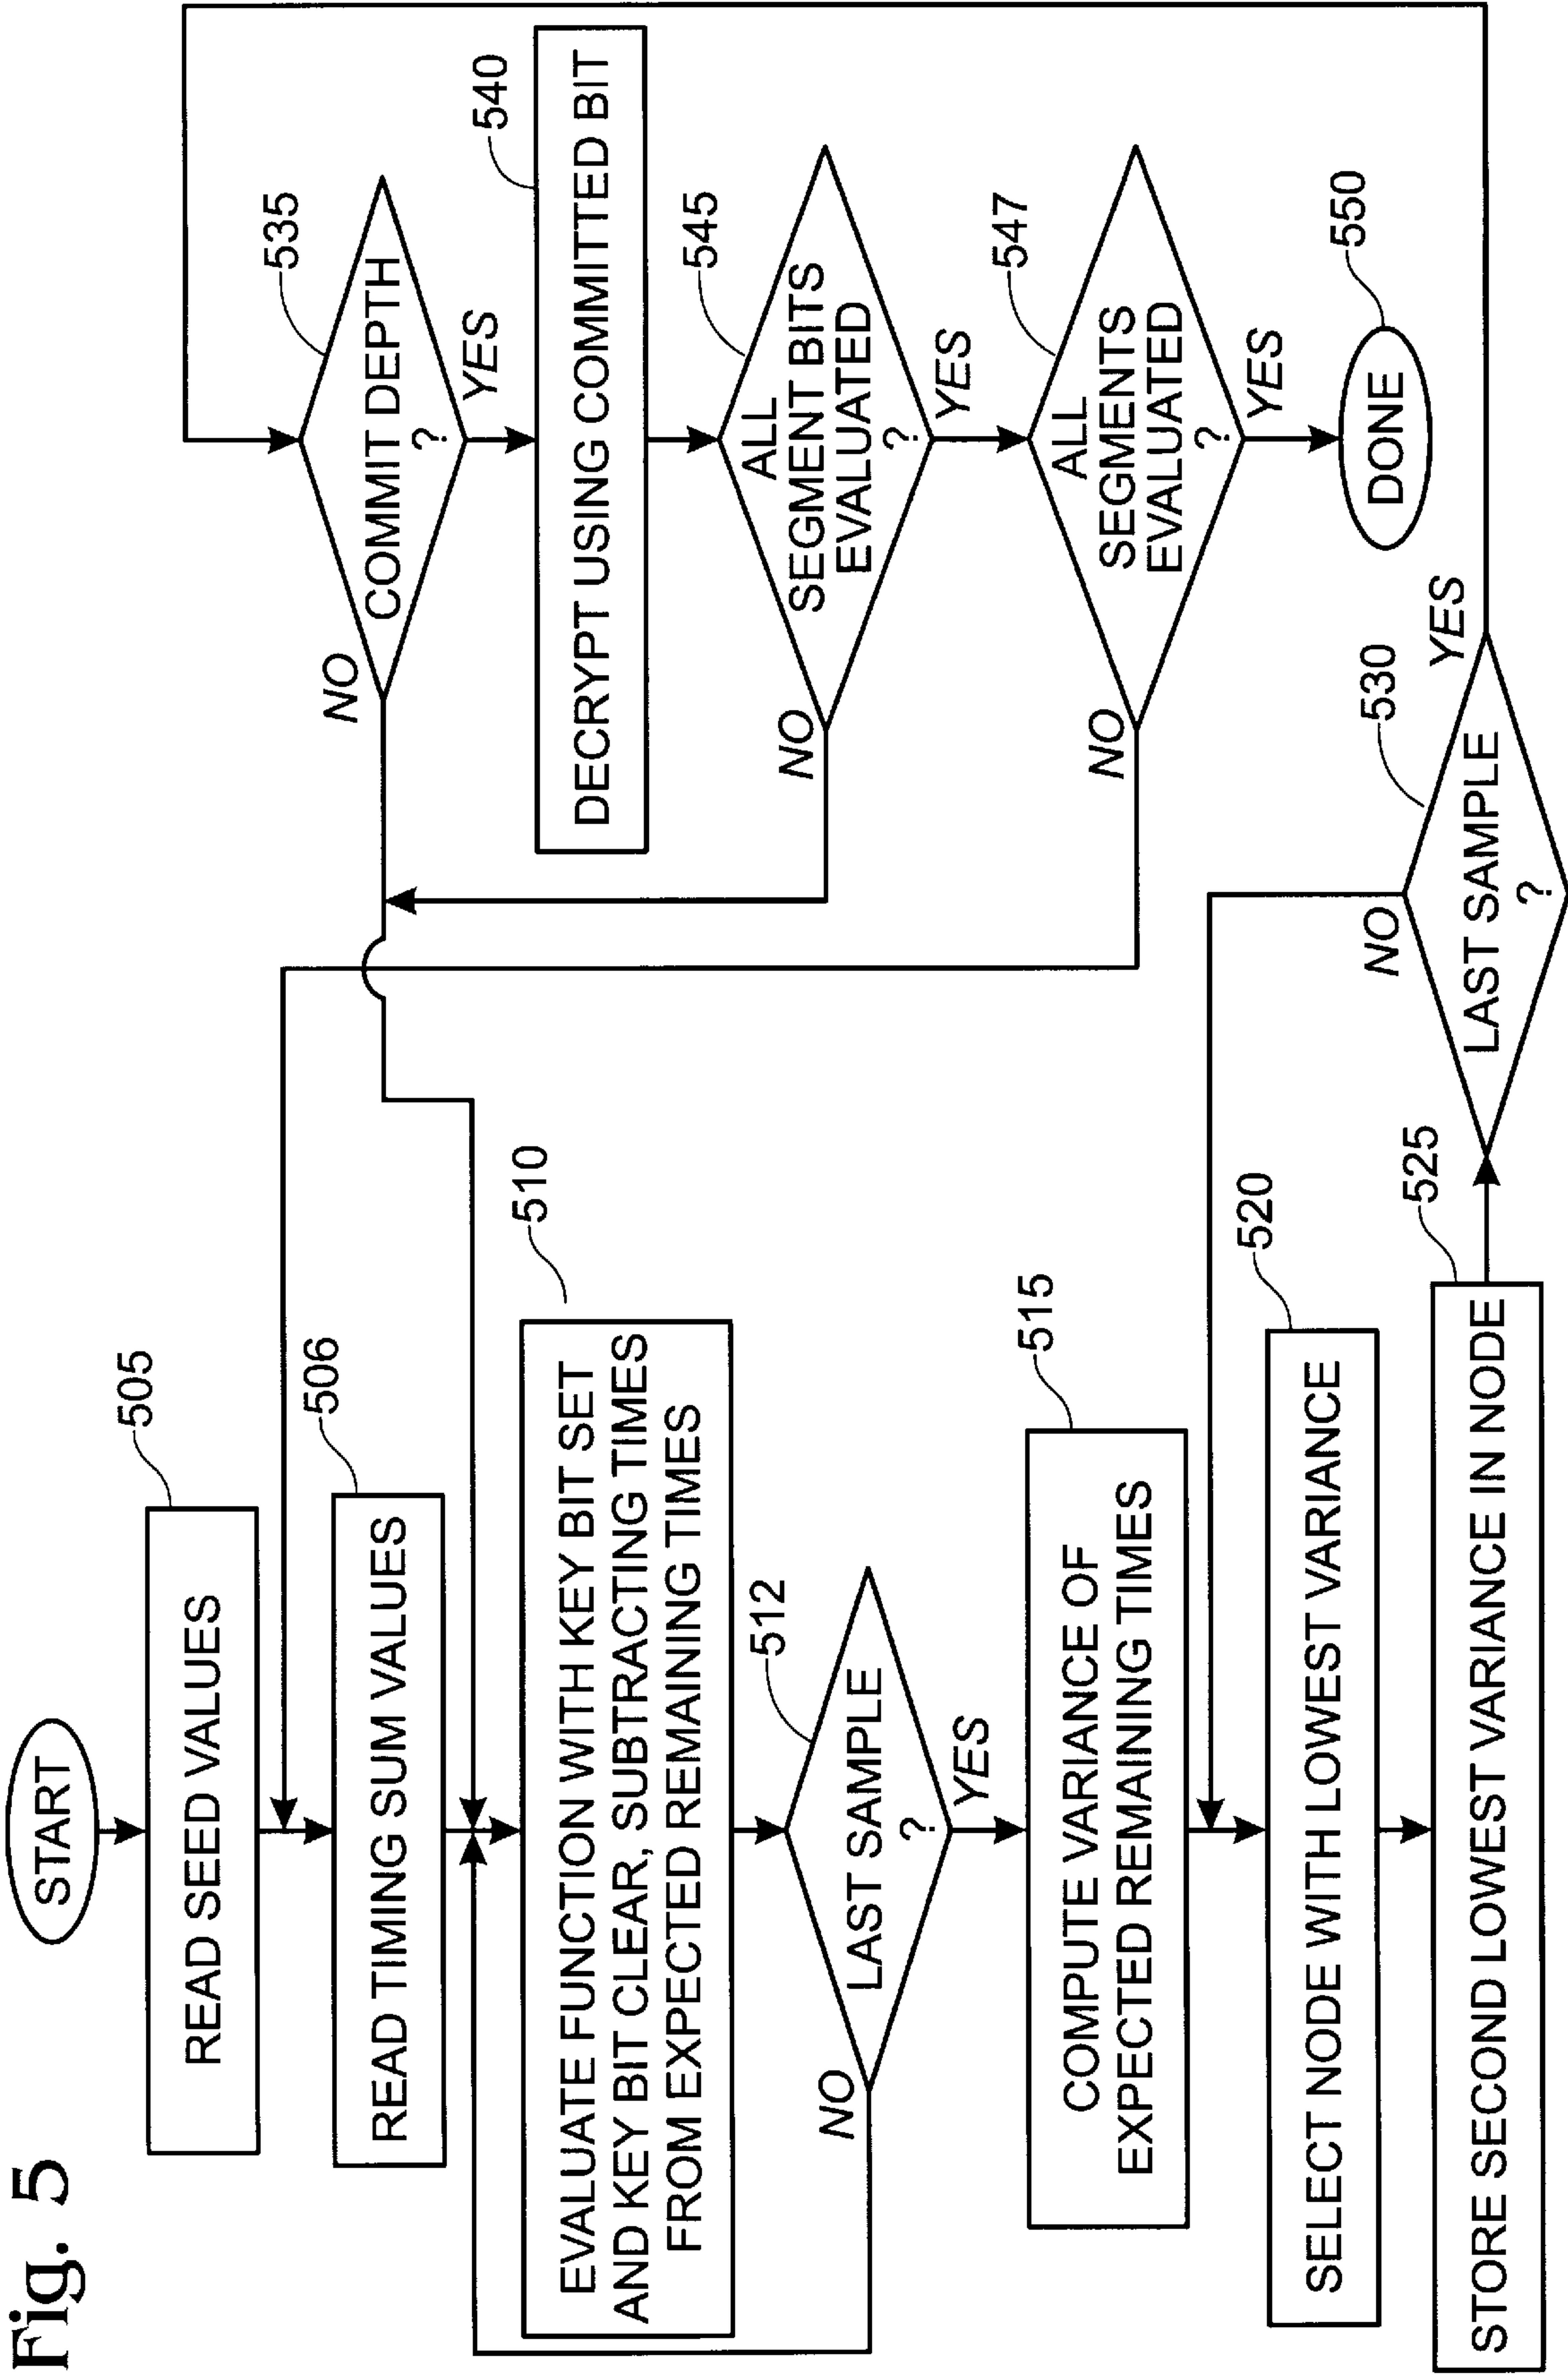 Fig. 5
START
505
READ SEED VALUES
506
READ TIMING SUM VALUES
510
EVALUATE FUNCTION WITH KEY BIT SET
AND KEY BIT CLEAR, SUBTRACTING TIMES
FROM EXPECTED REMAINING TIMES
512
LAST SAMPLE
?
NO
YES
515
COMPUTE VARIANCE OF
EXPECTED REMAINING TIMES
520
SELECT NODE WITH LOWEST VARIANCE
525
STORE SECOND LOWEST VARIANCE IN NODE
530
LAST SAMPLE
?
NO
YES
535
COMMIT DEPTH
?
NO
YES
540
DECRYPT USING COMMITTED BIT
545
ALL
SEGMENT BITS
EVALUATED
?
NO
YES
547
ALL
SEGMENTS
EVALUATED
?
NO
YES
550
DONE